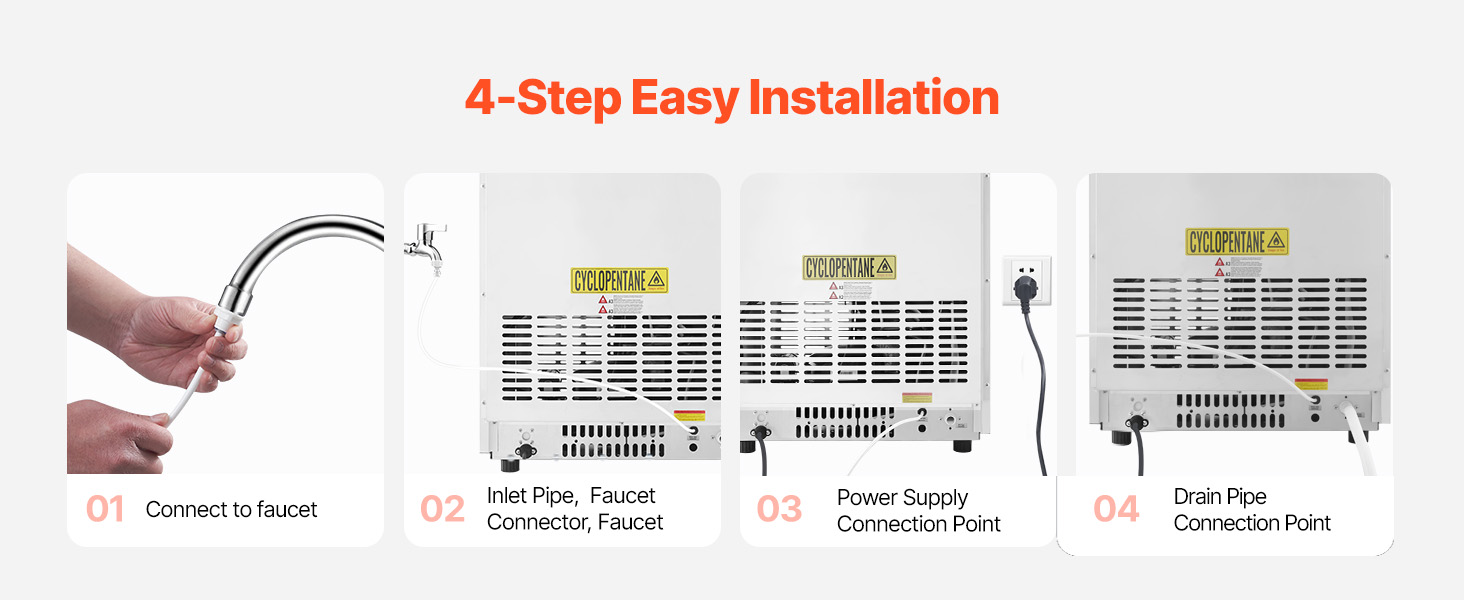 4-Step Easy Installation
CYCLOPENTANE
CYCLOPENTANE
CYCLOPENTANE
01
Connect to faucet
02
Inlet Pipe, Faucet
Connector, Faucet
03
Power Supply
Connection Point
04
Drain Pipe
Connection Point